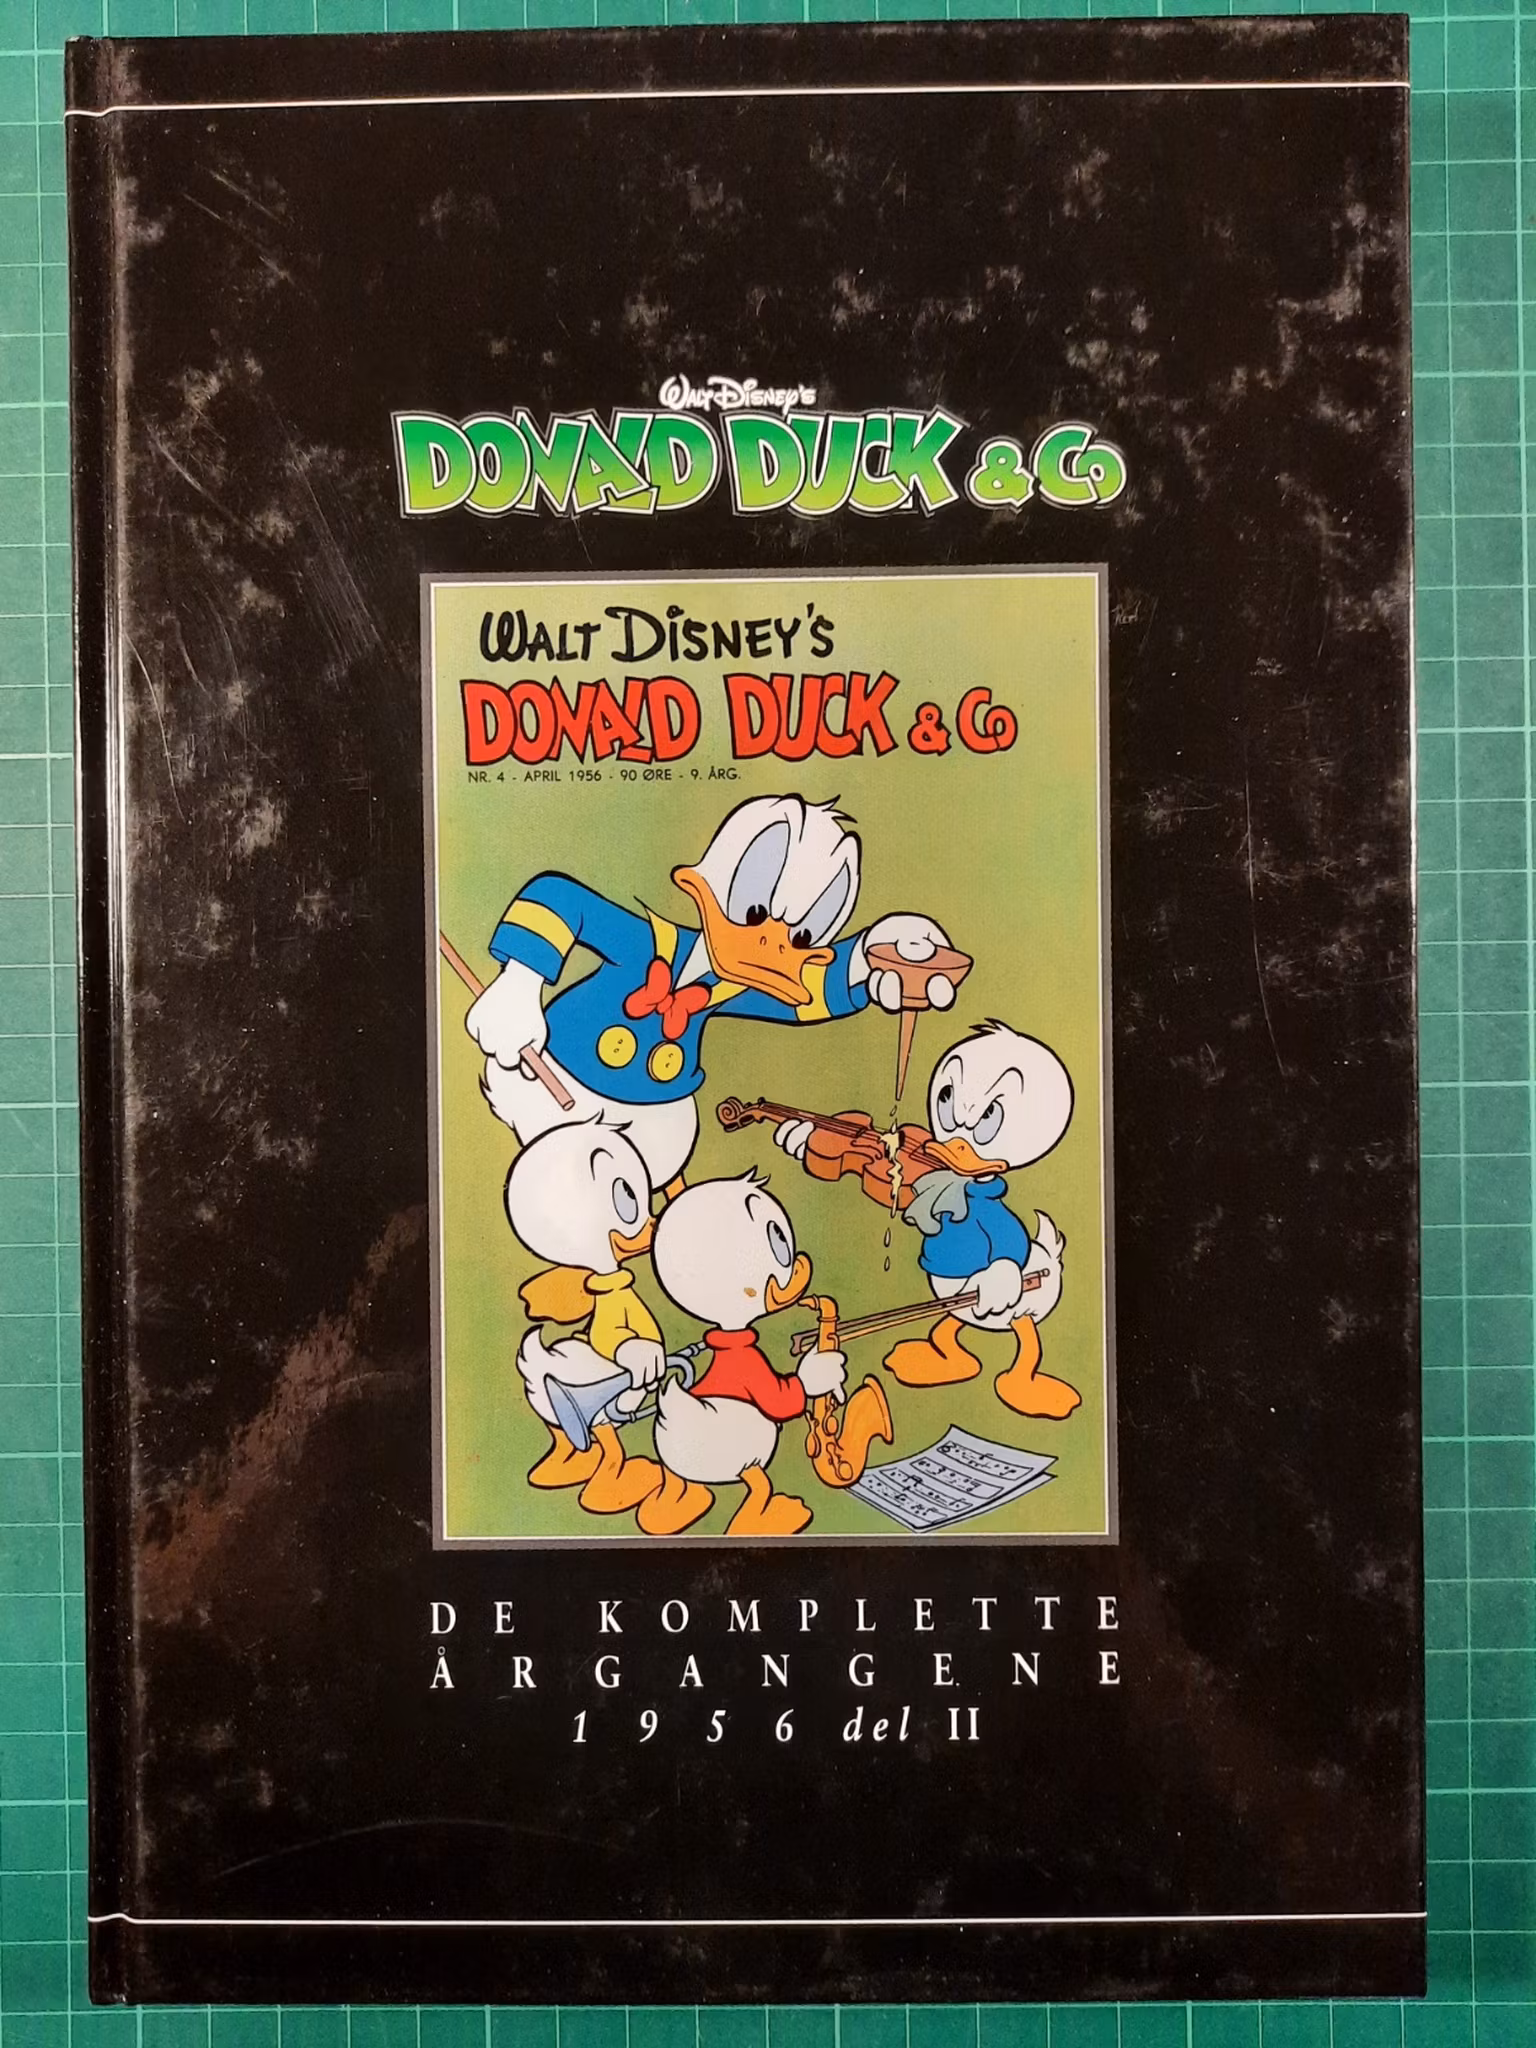 Walt Disney's
DONALD DUCK & Co
Walt Disney's
DONALD DUCK & Co
NR. 4 - APRIL 1956 - 90 ØRE - 9. ÅRG.
DE KOMPLETTE
ÅRGANGENE
1956 del II